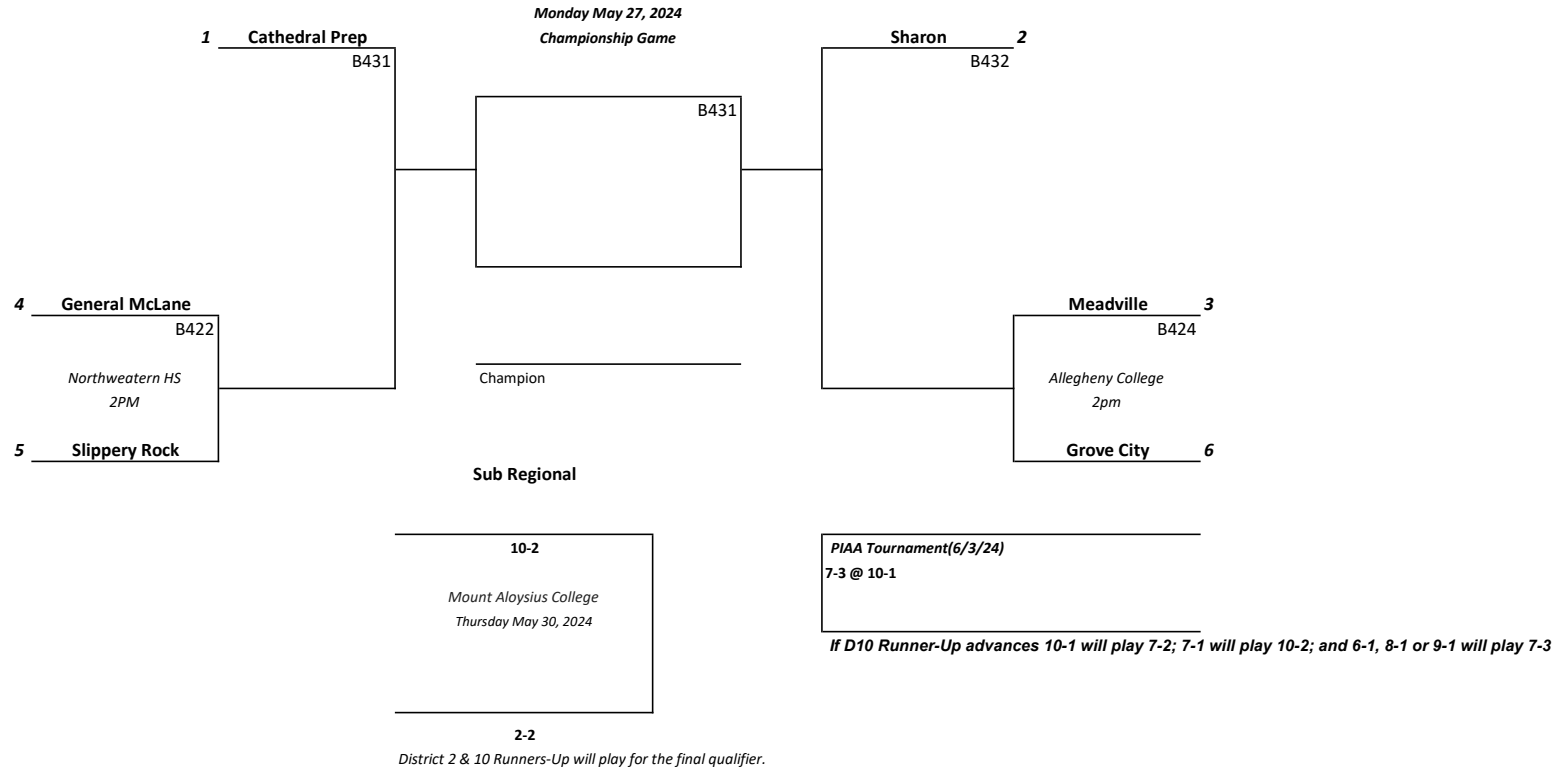 Monday May 27, 2024
1 Cathedral Prep
Championship Game
Sharon 2
B431
B432
B431
4 General McLane
Meadville 3
B422
B424
Northweatern HS
Champion
Allegheny College
2PM
2pm
5 Slippery Rock
Grove City 6
Sub Regional
10-2
PIAA Tournament(6/3/24)
7-3 @ 10-1
Mount Aloysius College
Thursday May 30, 2024
If D10 Runner-Up advances 10-1 will play 7-2; 7-1 will play 10-2; and 6-1, 8-1 or 9-1 will play 7-3
2-2
District 2 & 10 Runners-Up will play for the final qualifier.